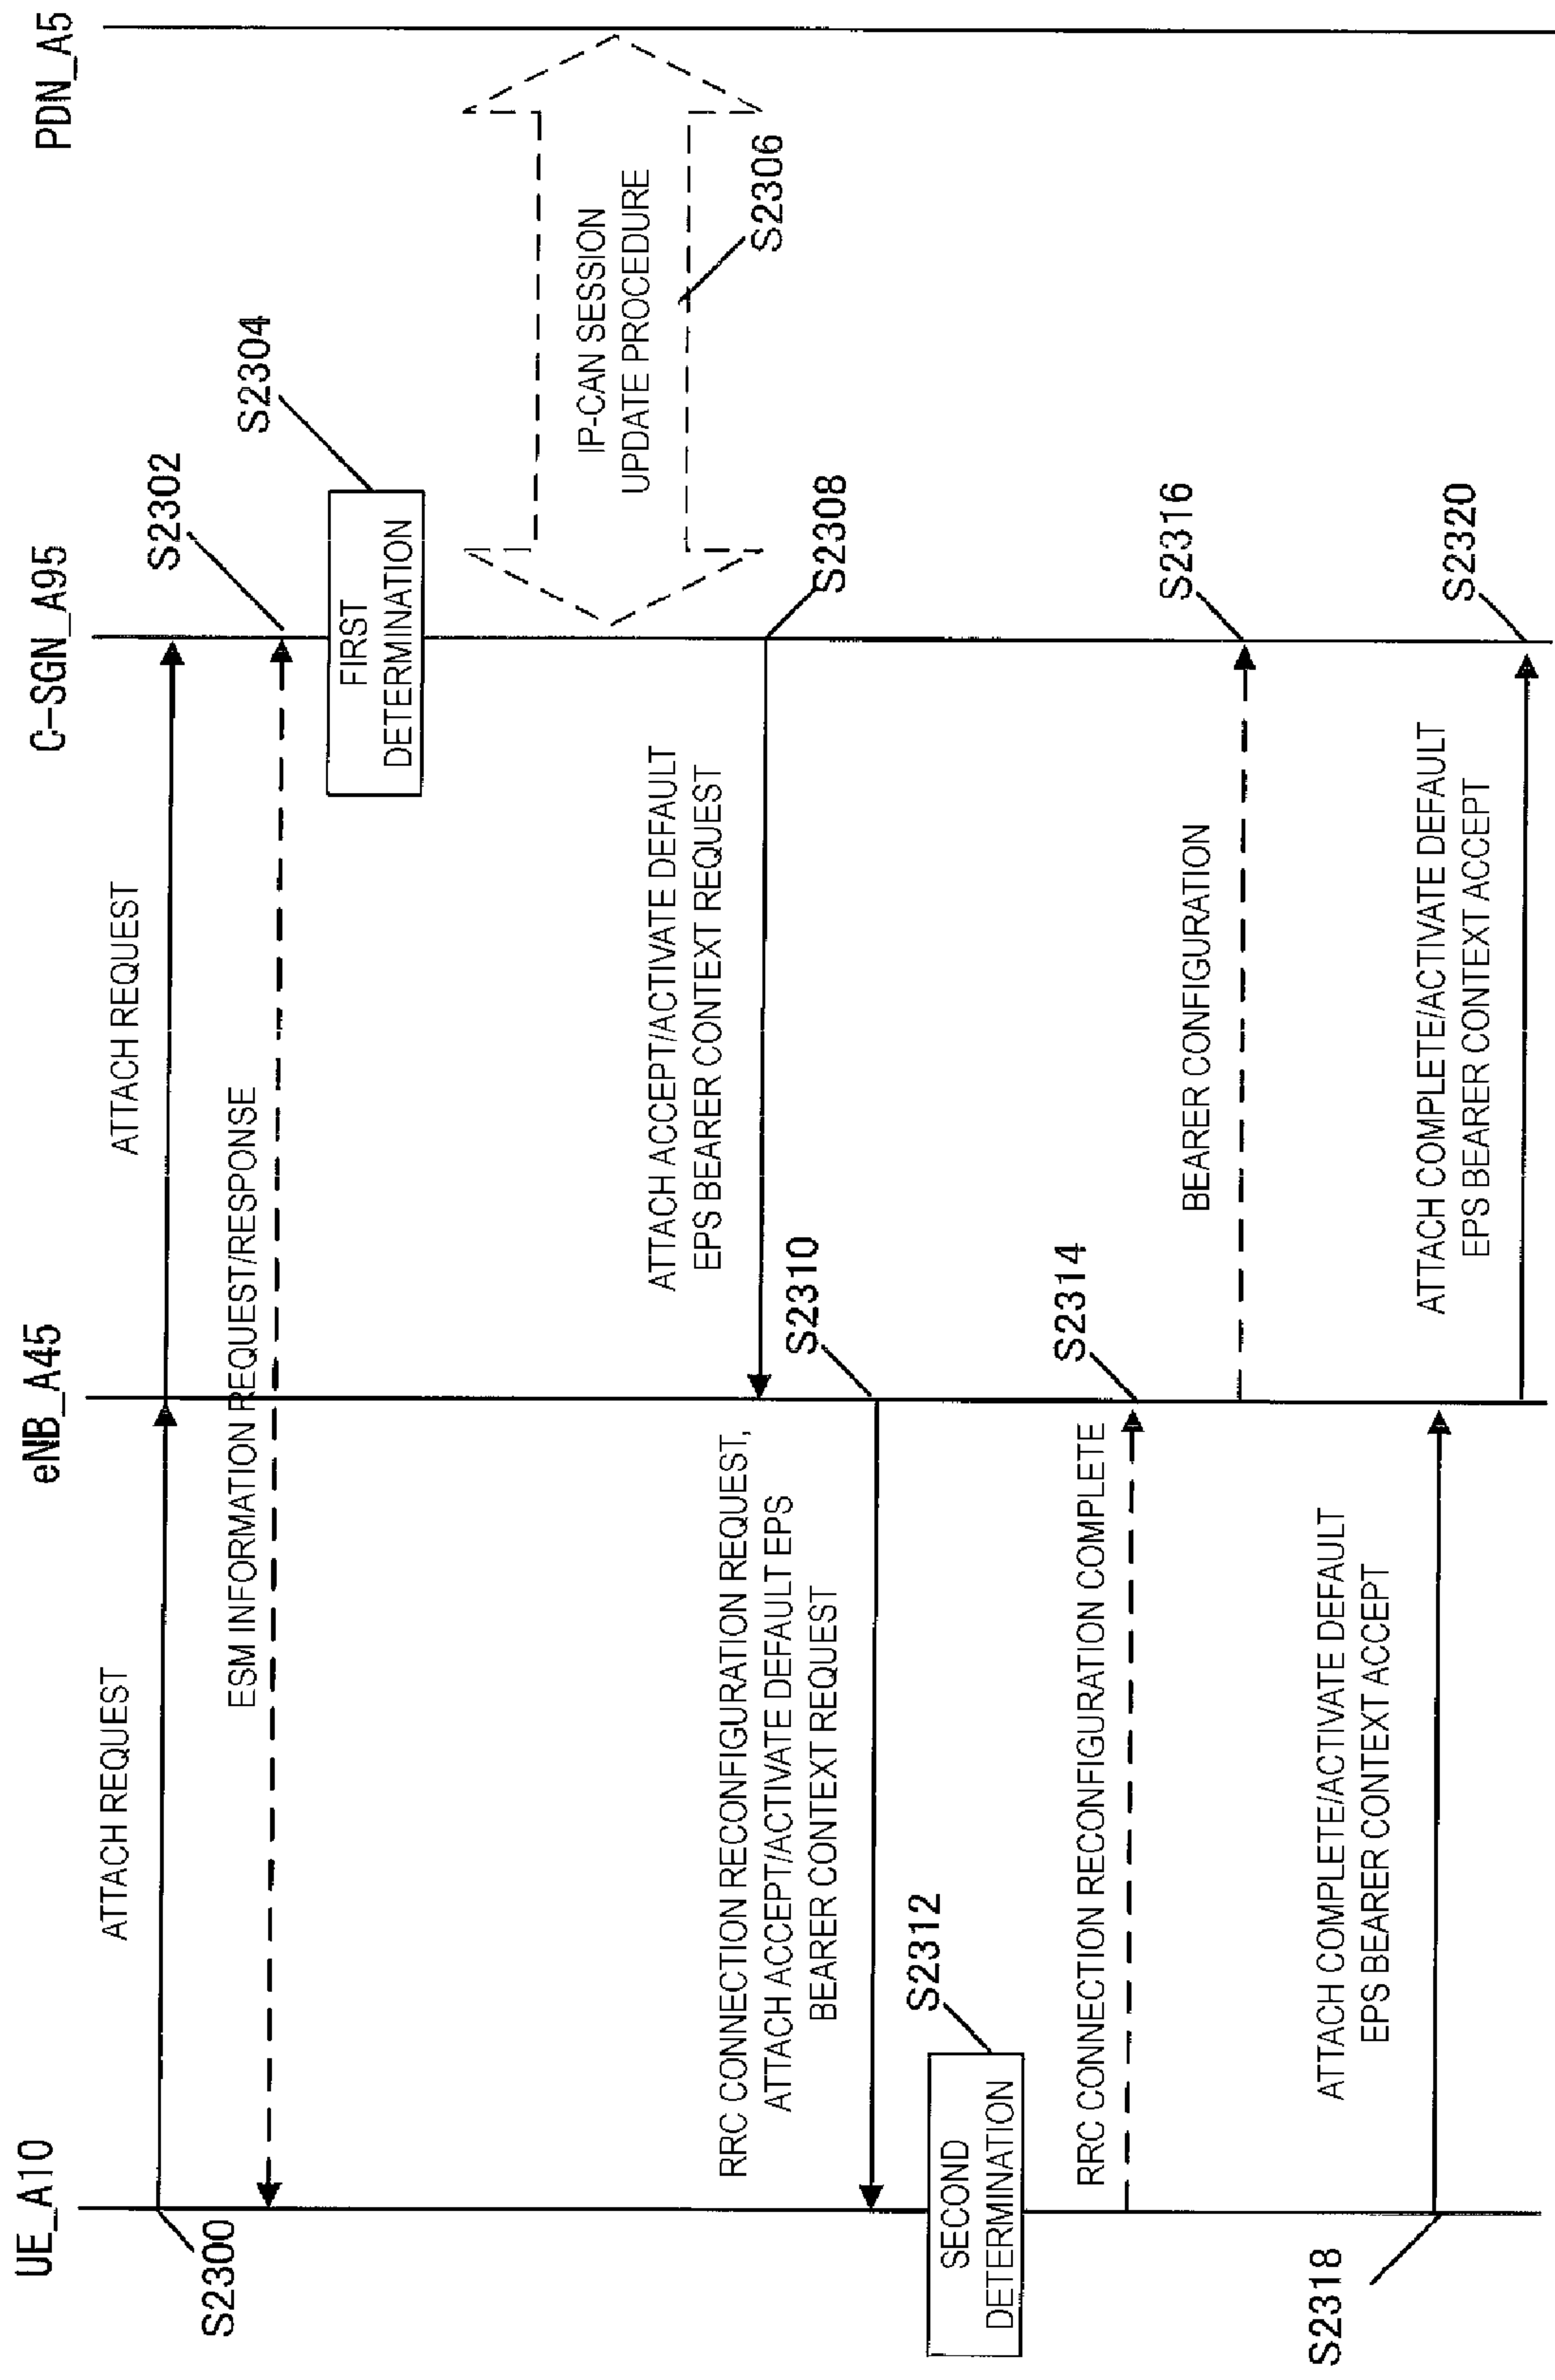 UE_A10
eNB_A45
C-SGN_A95
PDN_A5
S2300
ATTACH REQUEST
ATTACH REQUEST
S2302
ESM INFORMATION REQUEST/RESPONSE
S2304
FIRST
DETERMINATION
IP-CAN SESSION
UPDATE PROCEDURE
S2306
S2308
ATTACH ACCEPT/ACTIVATE DEFAULT
EPS BEARER CONTEXT REQUEST
S2310
RRC CONNECTION RECONFIGURATION REQUEST,
ATTACH ACCEPT/ACTIVATE DEFAULT EPS
BEARER CONTEXT REQUEST
S2312
SECOND
DETERMINATION
S2314
RRC CONNECTION RECONFIGURATION COMPLETE
S2316
BEARER CONFIGURATION
S2318
ATTACH COMPLETE/ACTIVATE DEFAULT
EPS BEARER CONTEXT ACCEPT
S2320
ATTACH COMPLETE/ACTIVATE DEFAULT
EPS BEARER CONTEXT ACCEPT